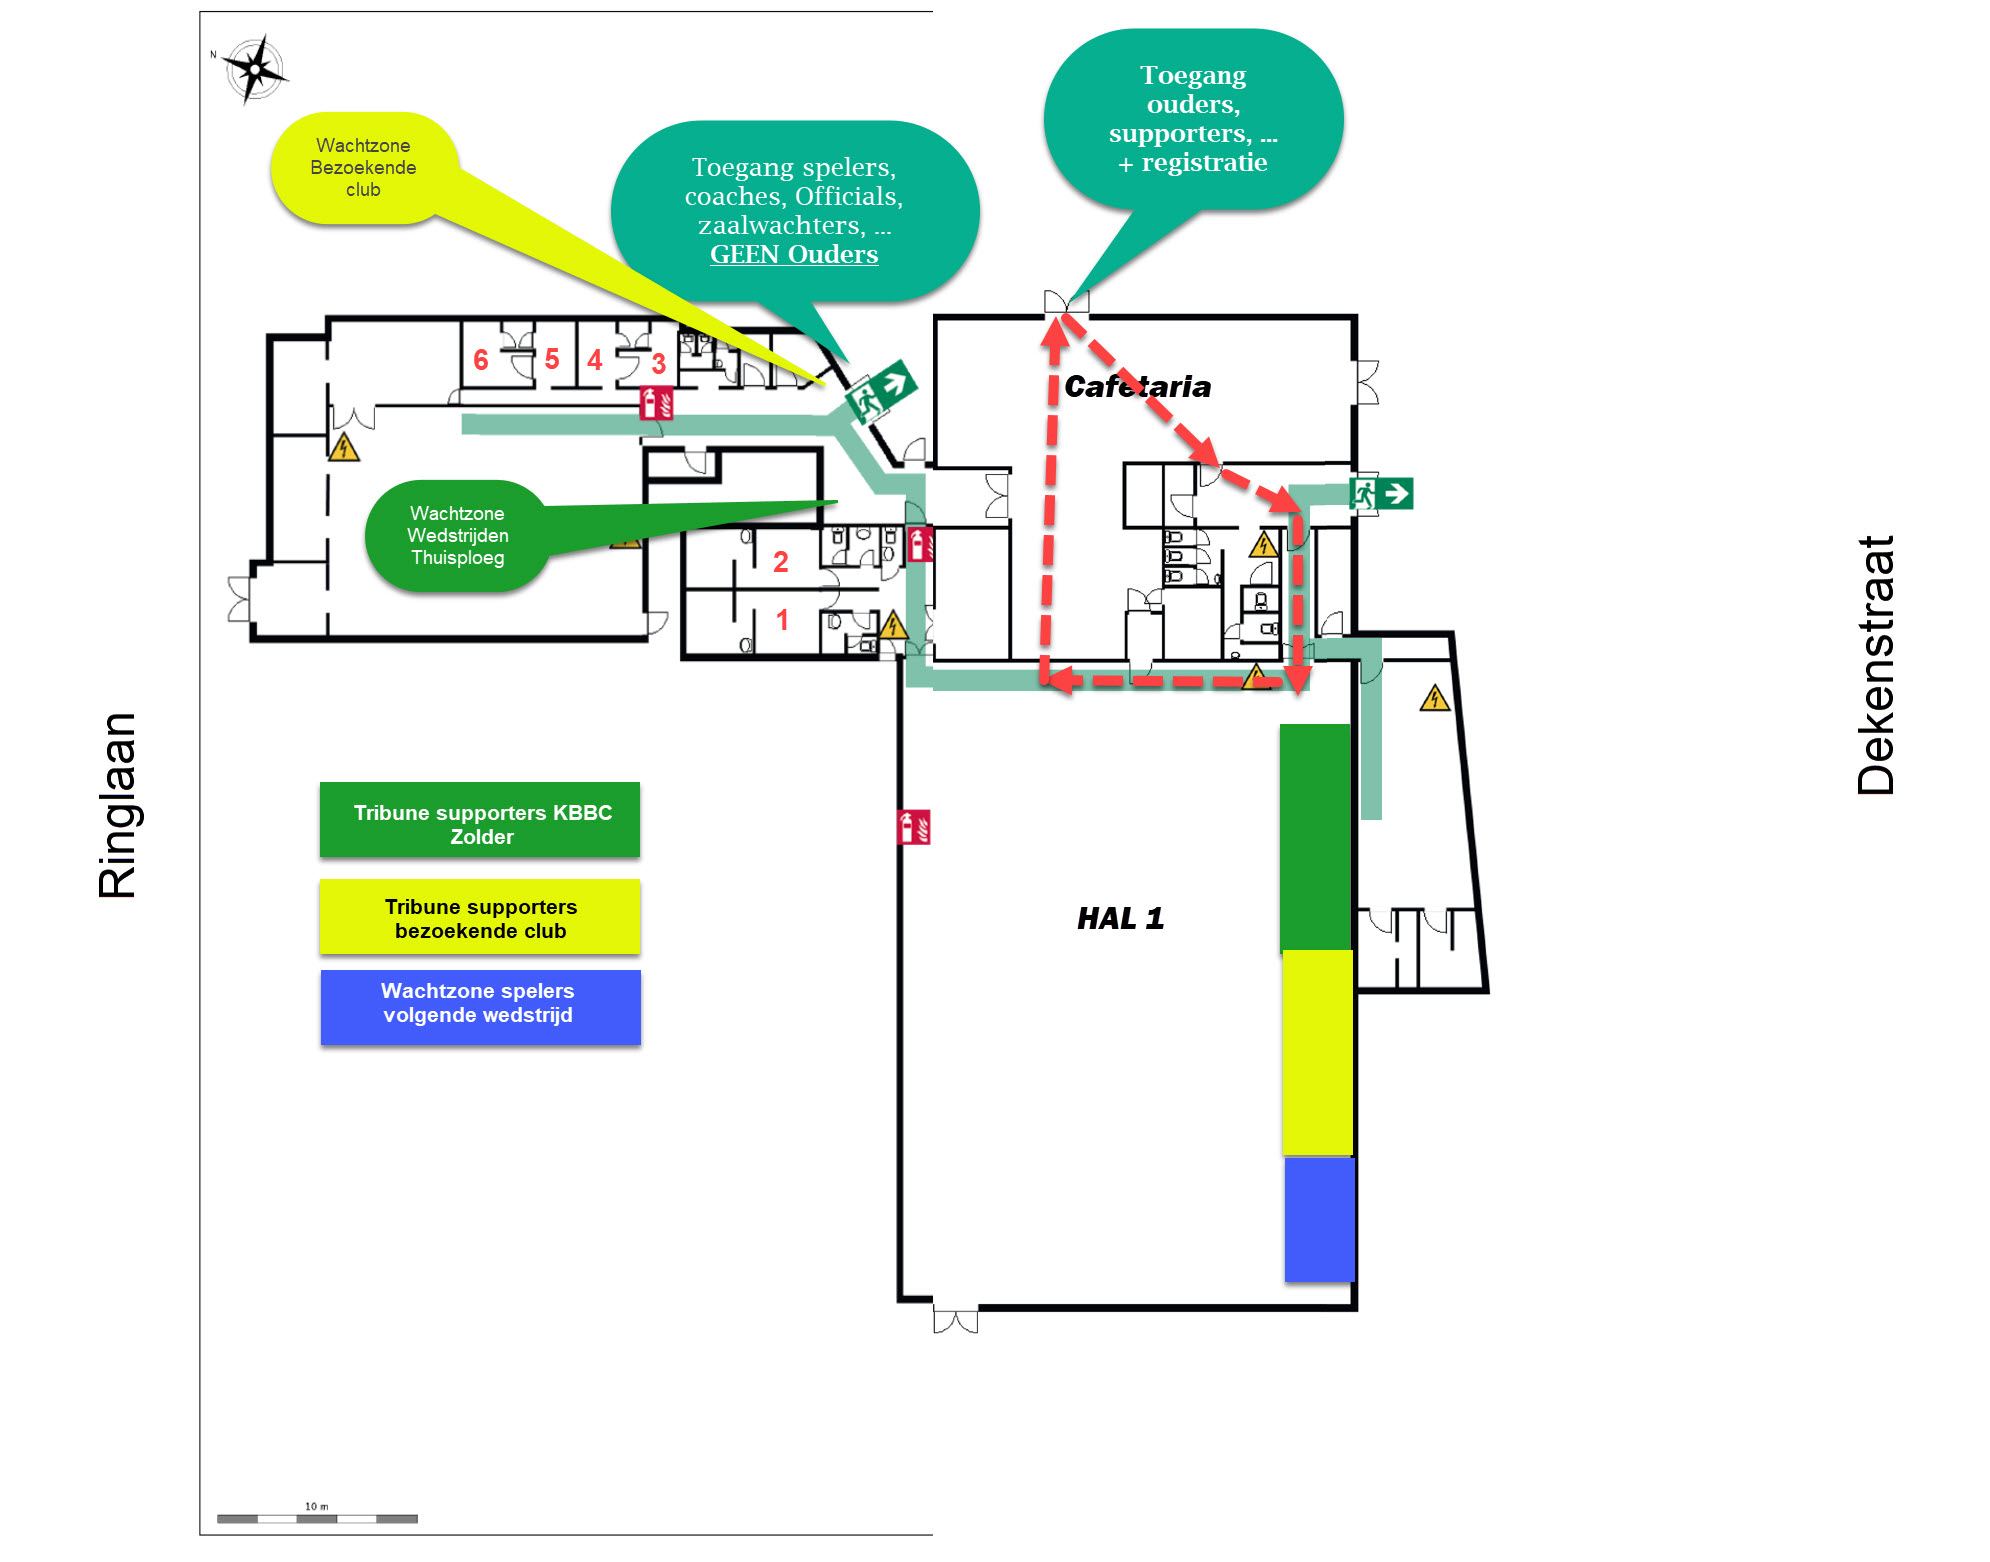 N
Wachtzone
Bezoekende
club
Toegang spelers,
coaches, Officials,
zaalwachters, ...
GEEN Ouders
Toegang
ouders,
supporters, ...
+ registratie
6
5
4
3
Cafetaria
Wachtzone
Wedstrijden
Thuisploeg
2
1
Ringlaan
Dekenstraat
Tribune supporters KBBC
Zolder
Tribune supporters
bezoekende club
Wachtzone spelers
volgende wedstrijd
HAL 1
10 m